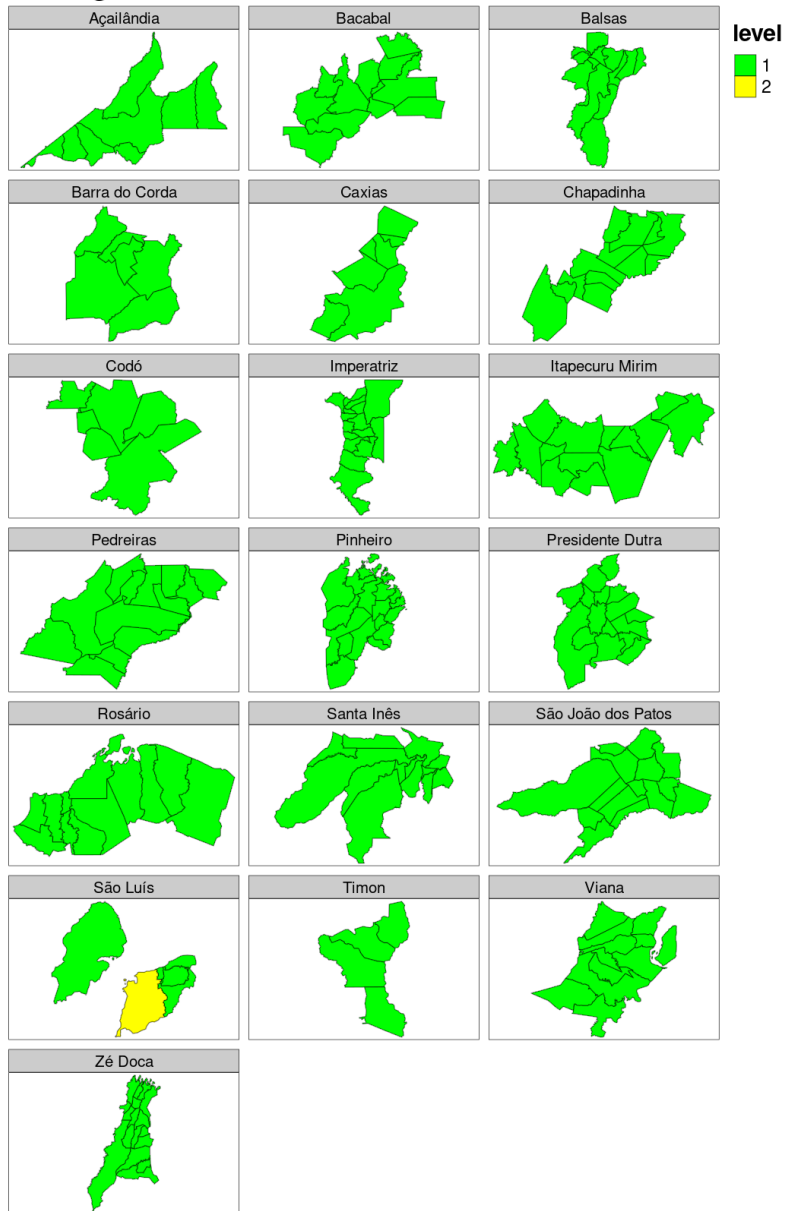 Açailândia
Bacabal
Balsas
level
1
2
Barra do Corda
Caxias
Chapadinha
Codó
Imperatriz
Itapecuru Mirim
Pedreiras
Pinheiro
Presidente Dutra
Rosário
Santa Inês
São João dos Patos
São Luís
Timon
Viana
Zé Doca